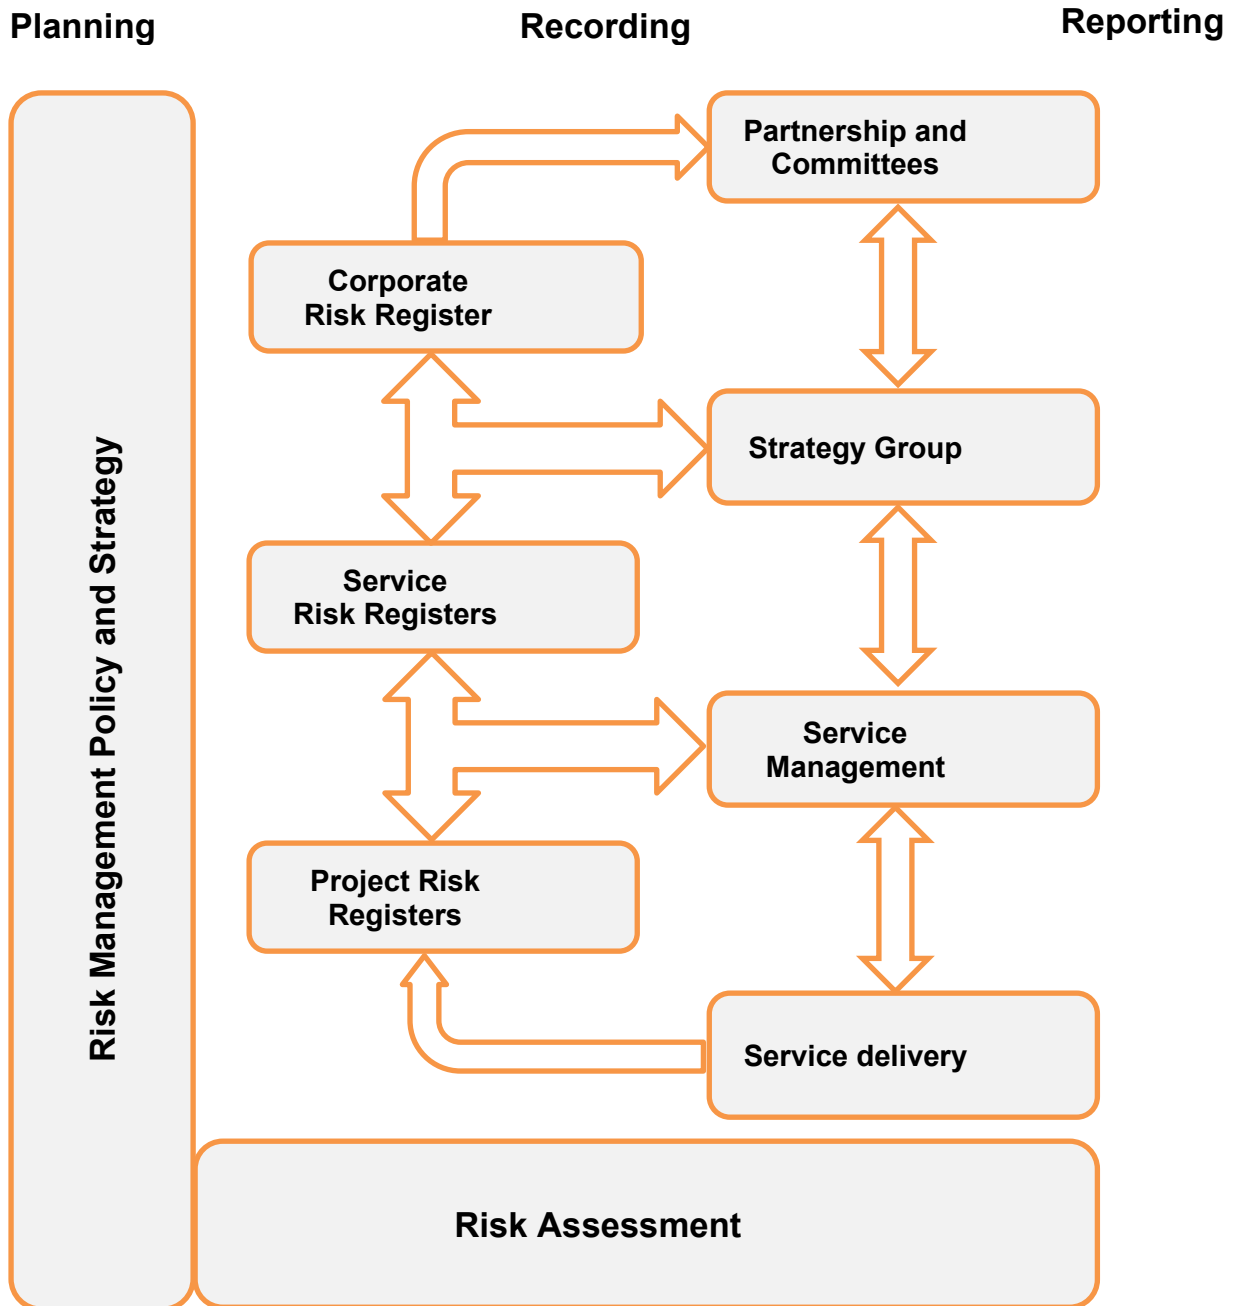 Planning
Recording
Reporting
Partnership and
Committees
Corporate
Risk Register
Strategy Group
Service
Risk Registers
Service
Management
Project Risk
Registers
Service delivery
Risk Management Policy and Strategy
Risk Assessment